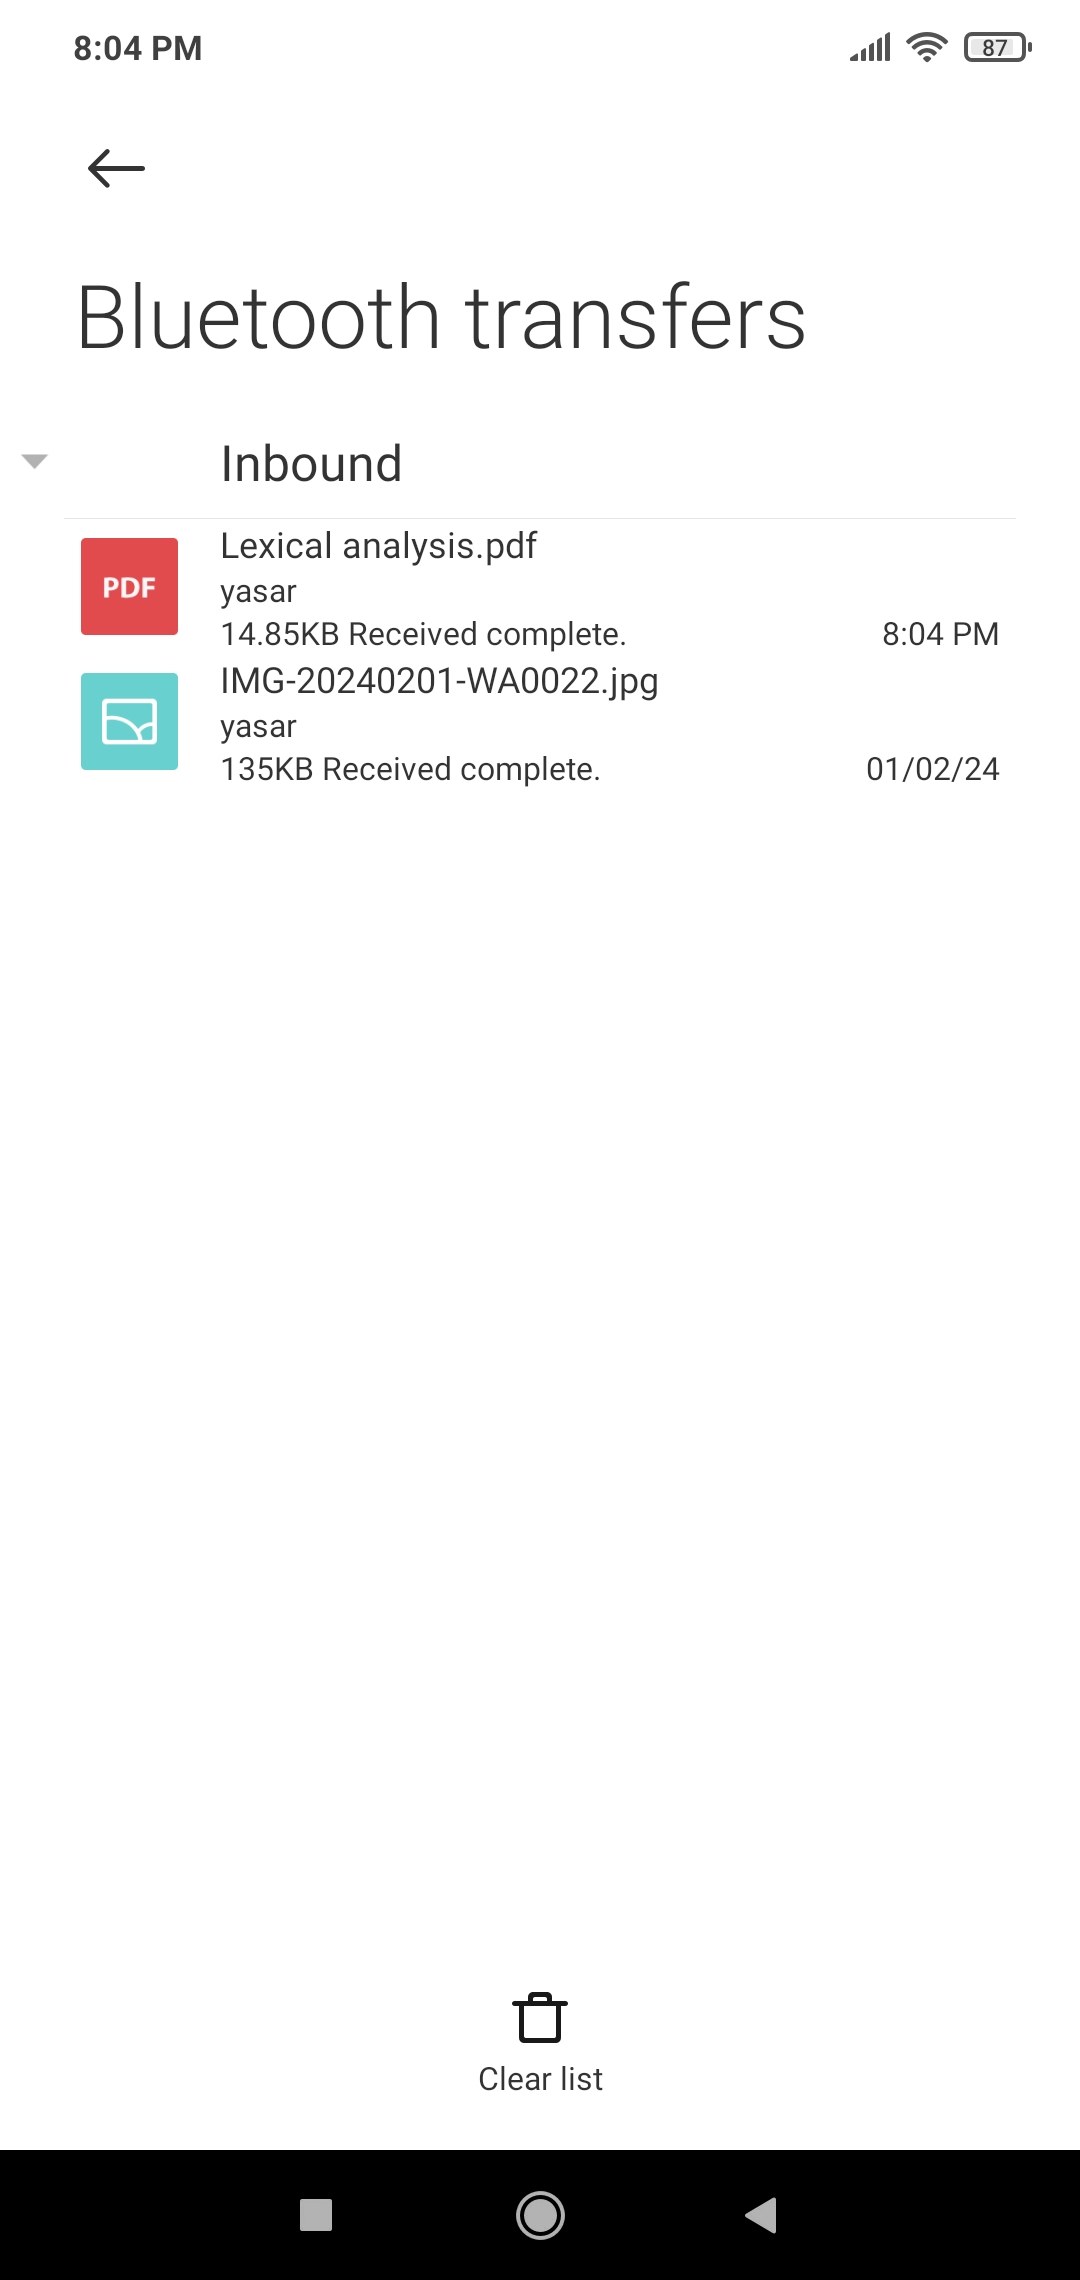 8:04 PM
87
Bluetooth transfers
Inbound
PDF
Lexical analysis.pdf
yasar
14.85KB Received complete. 8:04 PM
IMG-20240201-WA0022.jpg
yasar
135KB Received complete. 01/02/24
Clear list